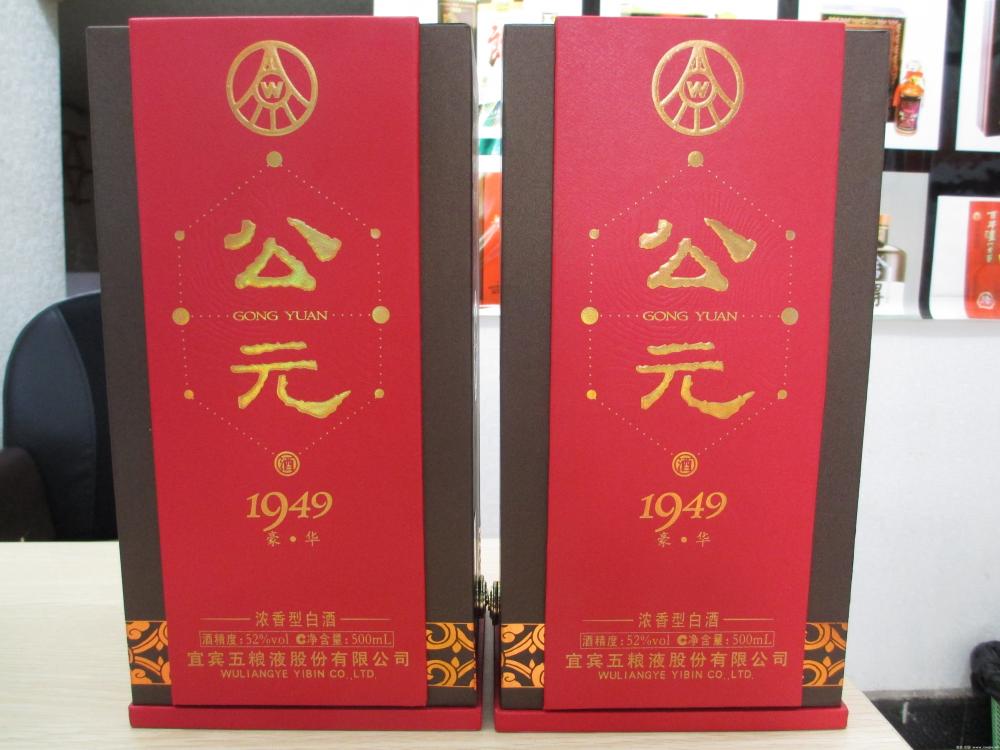 W
公
GONG YUAN
元
酒
1949
豪·华
浓香型白酒
酒精度:52%vol 净含量:500mL
宜宾五粮液股份有限公司
WULIANGYE YIBIN CO.,LTD.
W
公
GONG YUAN
元
酒
1949
豪·华
浓香型白酒
酒精度:52%vol 净含量:500mL
宜宾五粮液股份有限公司
WULIANGYE YIBIN CO.,LTD.